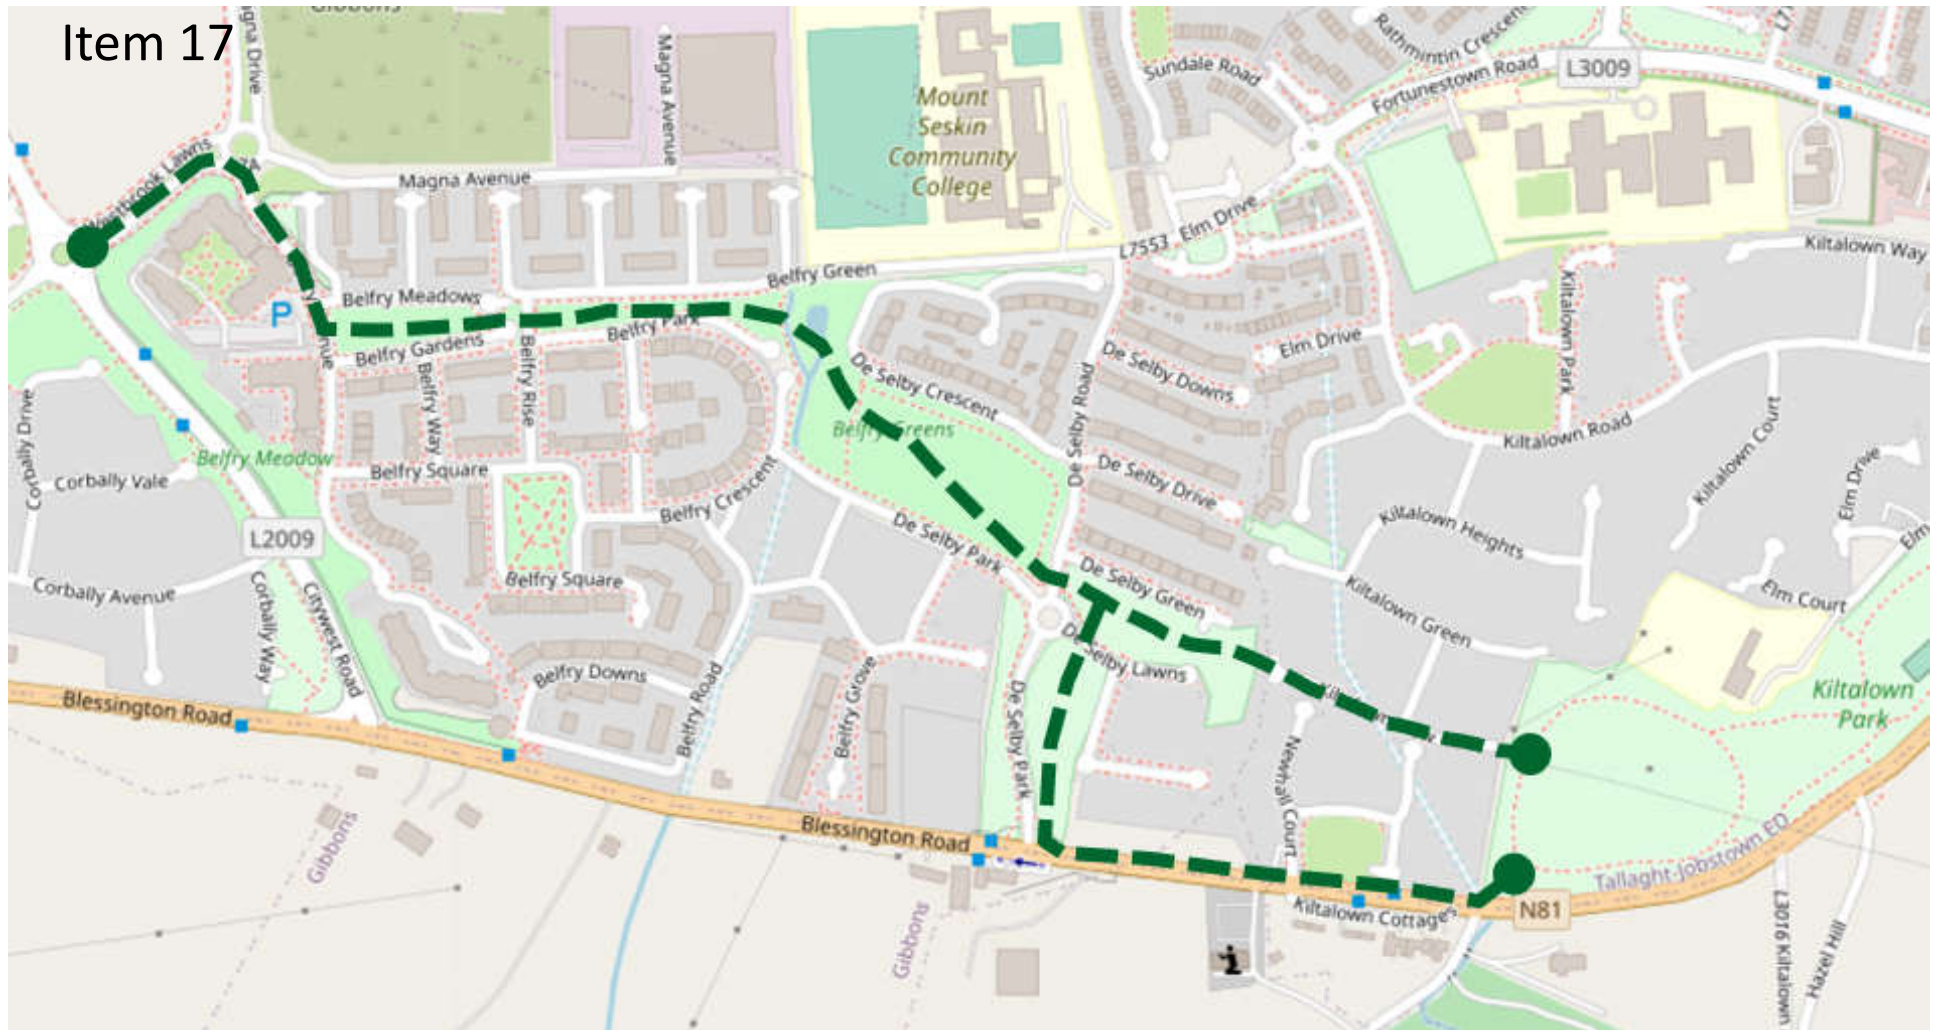 Item 17
Gibbons
Magna Drive
Magna Avenue
Mount
Seskin
Community
College
Sundale Road
Rathmintin Crescent
Fortunestown Road
L3009
Westbrook Lawns
Magna Avenue
L7553
Elm Drive
Kiltalown Way
Belfry Green
Belfry Meadows
P
Belfry Park
Belfry Gardens
De Selby Crescent
De Selby Road
De Selby Downs
Elm Drive
Kiltalown Park
Belfry Way
Belfry Rise
Corbally Drive
Belfry Greens
Kiltalown Road
Kiltalown Court
Belfry Meadow
Corbally Vale
Belfry Square
De Selby Drive
Elm Drive
Belfry Crescent
L2009
De Selby Park
Kiltalown Heights
Elm
Belfry Square
De Selby Green
Corbally Avenue
Corbally Way
Citywest Road
Kiltalown Green
Elm Court
De Selby Lawns
Belfry Downs
Belfry Road
Belfry Grove
De Selby Park
Kiltalown
Park
Blessington Road
Newhall Court
Gibbons
Blessington Road
Tallaght-Jobstown ED
N81
Kiltalown Cottages
Gibbons
L3016 Kiltalown
Hazel Hill